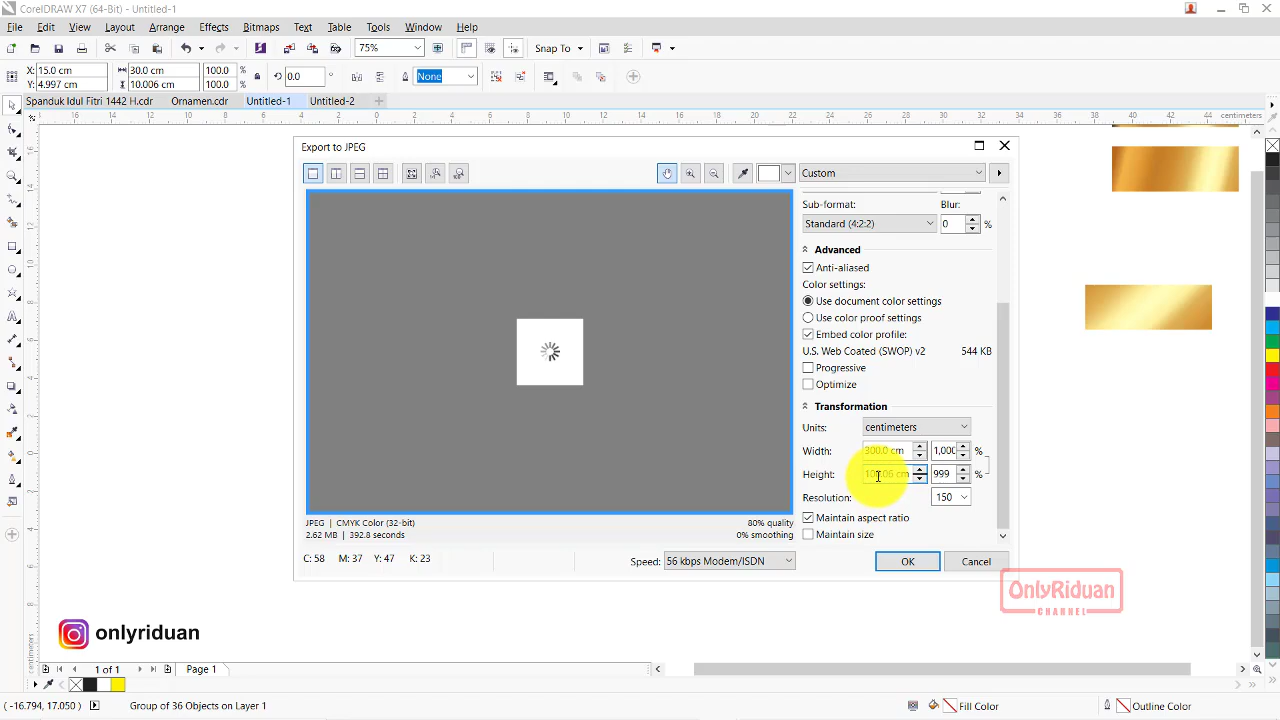 CorelDRAW X7 (64-Bit) - Untitled-1
File Edit View Layout Arrange Effects Bitmaps Text Table Tools Window Help
75% Snap To
X: 15.0 cm 30.0 cm 100.0 % 0.0 ° None
Y: 4.997 cm 10.006 cm 100.0 %
Spanduk Idul Fitri 1442 H.cdr Ornamen.cdr Untitled-1 Untitled-2
centimeters
Export to JPEG
Custom
Sub-format: Blur:
Standard (4:2:2) 0 %
Advanced
Anti-aliased
Color settings:
Use document color settings
Use color proof settings
Embed color profile:
U.S. Web Coated (SWOP) v2 544 KB
Progressive
Optimize
Transformation
Units: centimeters
Width: 300.0 cm 1,000 %
Height: 100.06 cm 999 %
Resolution: 150
Maintain aspect ratio
Maintain size
JPEG | CMYK Color (32-bit) 80% quality
2.62 MB | 392.8 seconds 0% smoothing
C: 58 M: 37 Y: 47 K: 23 Speed: 56 kbps Modem/ISDN OK Cancel
OnlyRiduan
CHANNEL
onlyriduan
1 of 1 Page 1
(-16.794, 17.050) Group of 36 Objects on Layer 1 Fill Color Outline Color